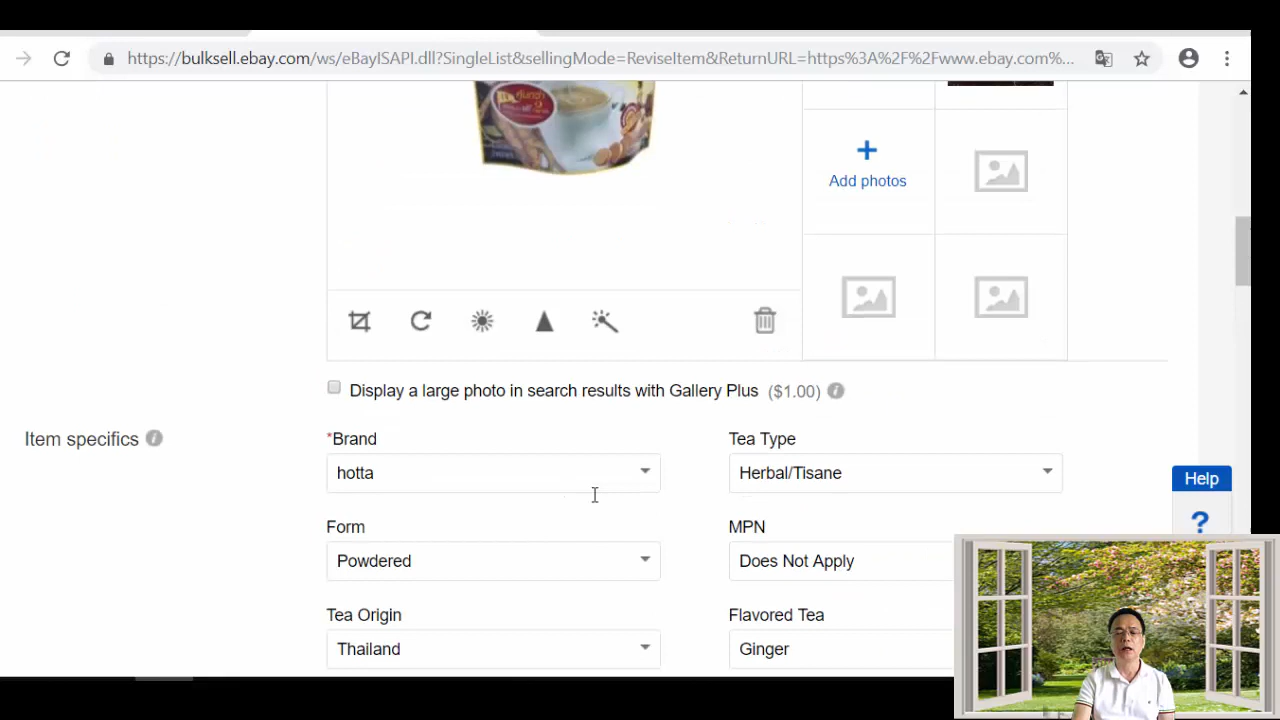 https://bulksell.ebay.com/ws/eBayISAPI.dll?SingleList&sellingMode=ReviseItem&ReturnURL=https%3A%2F%2Fwww.ebay.com%...
Add photos
Display a large photo in search results with Gallery Plus ($1.00)
Item specifics
*Brand
Tea Type
hotta
Herbal/Tisane
Help
?
Form
MPN
Powdered
Does Not Apply
Tea Origin
Flavored Tea
Thailand
Ginger